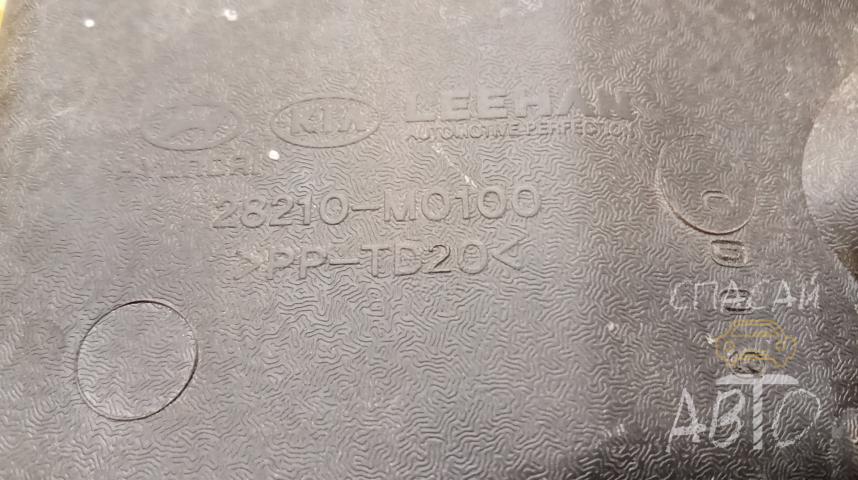 HYUNDAI
KIA
LEEHAN
AUTOMOTIVE PERFECTION
28210-M0100
>PP-TD20<
СПАСАЙ
АВТО